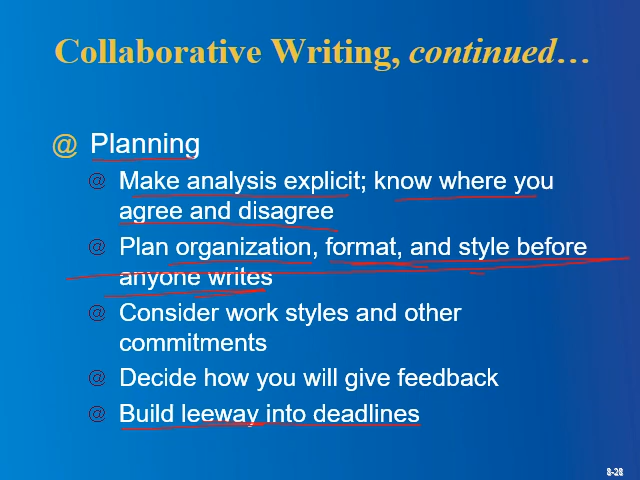 Collaborative Writing, continued…
@ Planning
@ Make analysis explicit; know where you
agree and disagree
@ Plan organization, format, and style before
anyone writes
@ Consider work styles and other
commitments
@ Decide how you will give feedback
@ Build leeway into deadlines
8-28